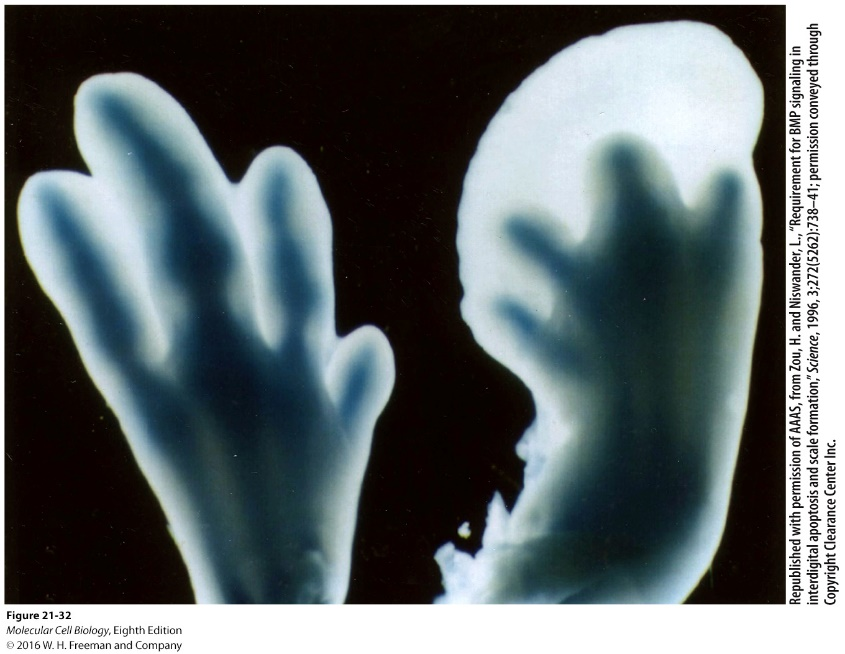 Republished with permission of AAAS, from Zou, H. and Niswander, L., "Requirement for BMP signaling in
interdigital apoptosis and scale formation," Science, 1996, 3;272(5262):738–41; permission conveyed through
Copyright Clearance Center Inc.
Figure 21-32
Molecular Cell Biology, Eighth Edition
© 2016 W. H. Freeman and Company